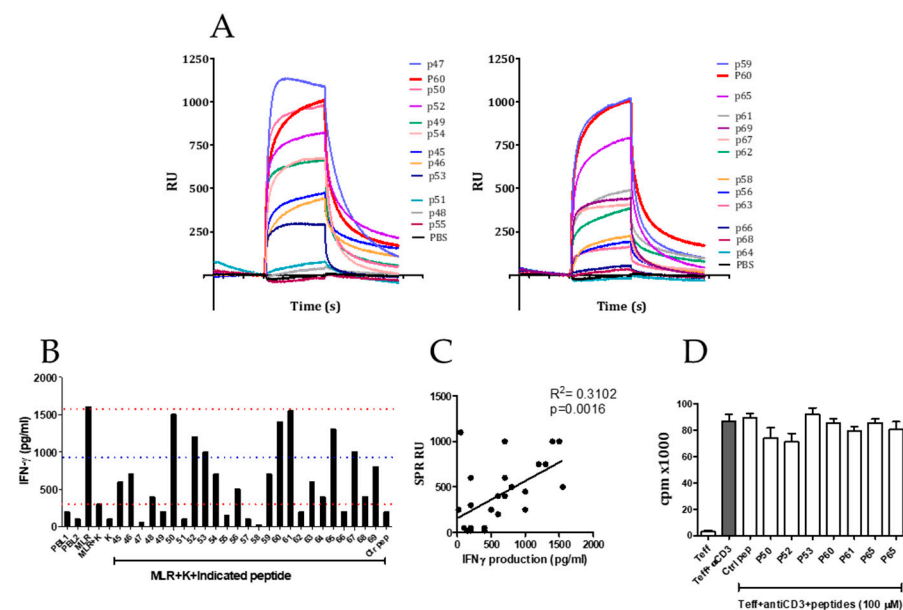 A
1250
1000
750
500
250
RU
Time (s)
p47
P60
p50
p52
p49
p54
p45
p46
p53
p51
p48
p55
PBS
1250
1000
750
500
250
RU
Time (s)
p59
P60
p65
p61
p69
p67
p62
p58
p56
p63
p66
p68
p64
PBS
B
2000
1500
1000
500
0
IFN-γ (pg/ml)
PBL1
PBL2
MLR
MLR+K
K
45
46
47
48
49
50
51
52
53
54
55
56
57
58
59
60
61
62
63
64
65
66
67
68
69
Ctr pep
MLR+K+Indicated peptide
C
R²= 0.3102
p=0.0016
1500
1000
500
0
SPR RU
0 500 1000 1500 2000
IFNγ production (pg/ml)
D
100
80
60
40
20
0
cpm x1000
Teff
Teff+αCD3
Ctrl pep
P50
P52
P53
P60
P61
P65
P65
Teff+antiCD3+peptides (100 µM)